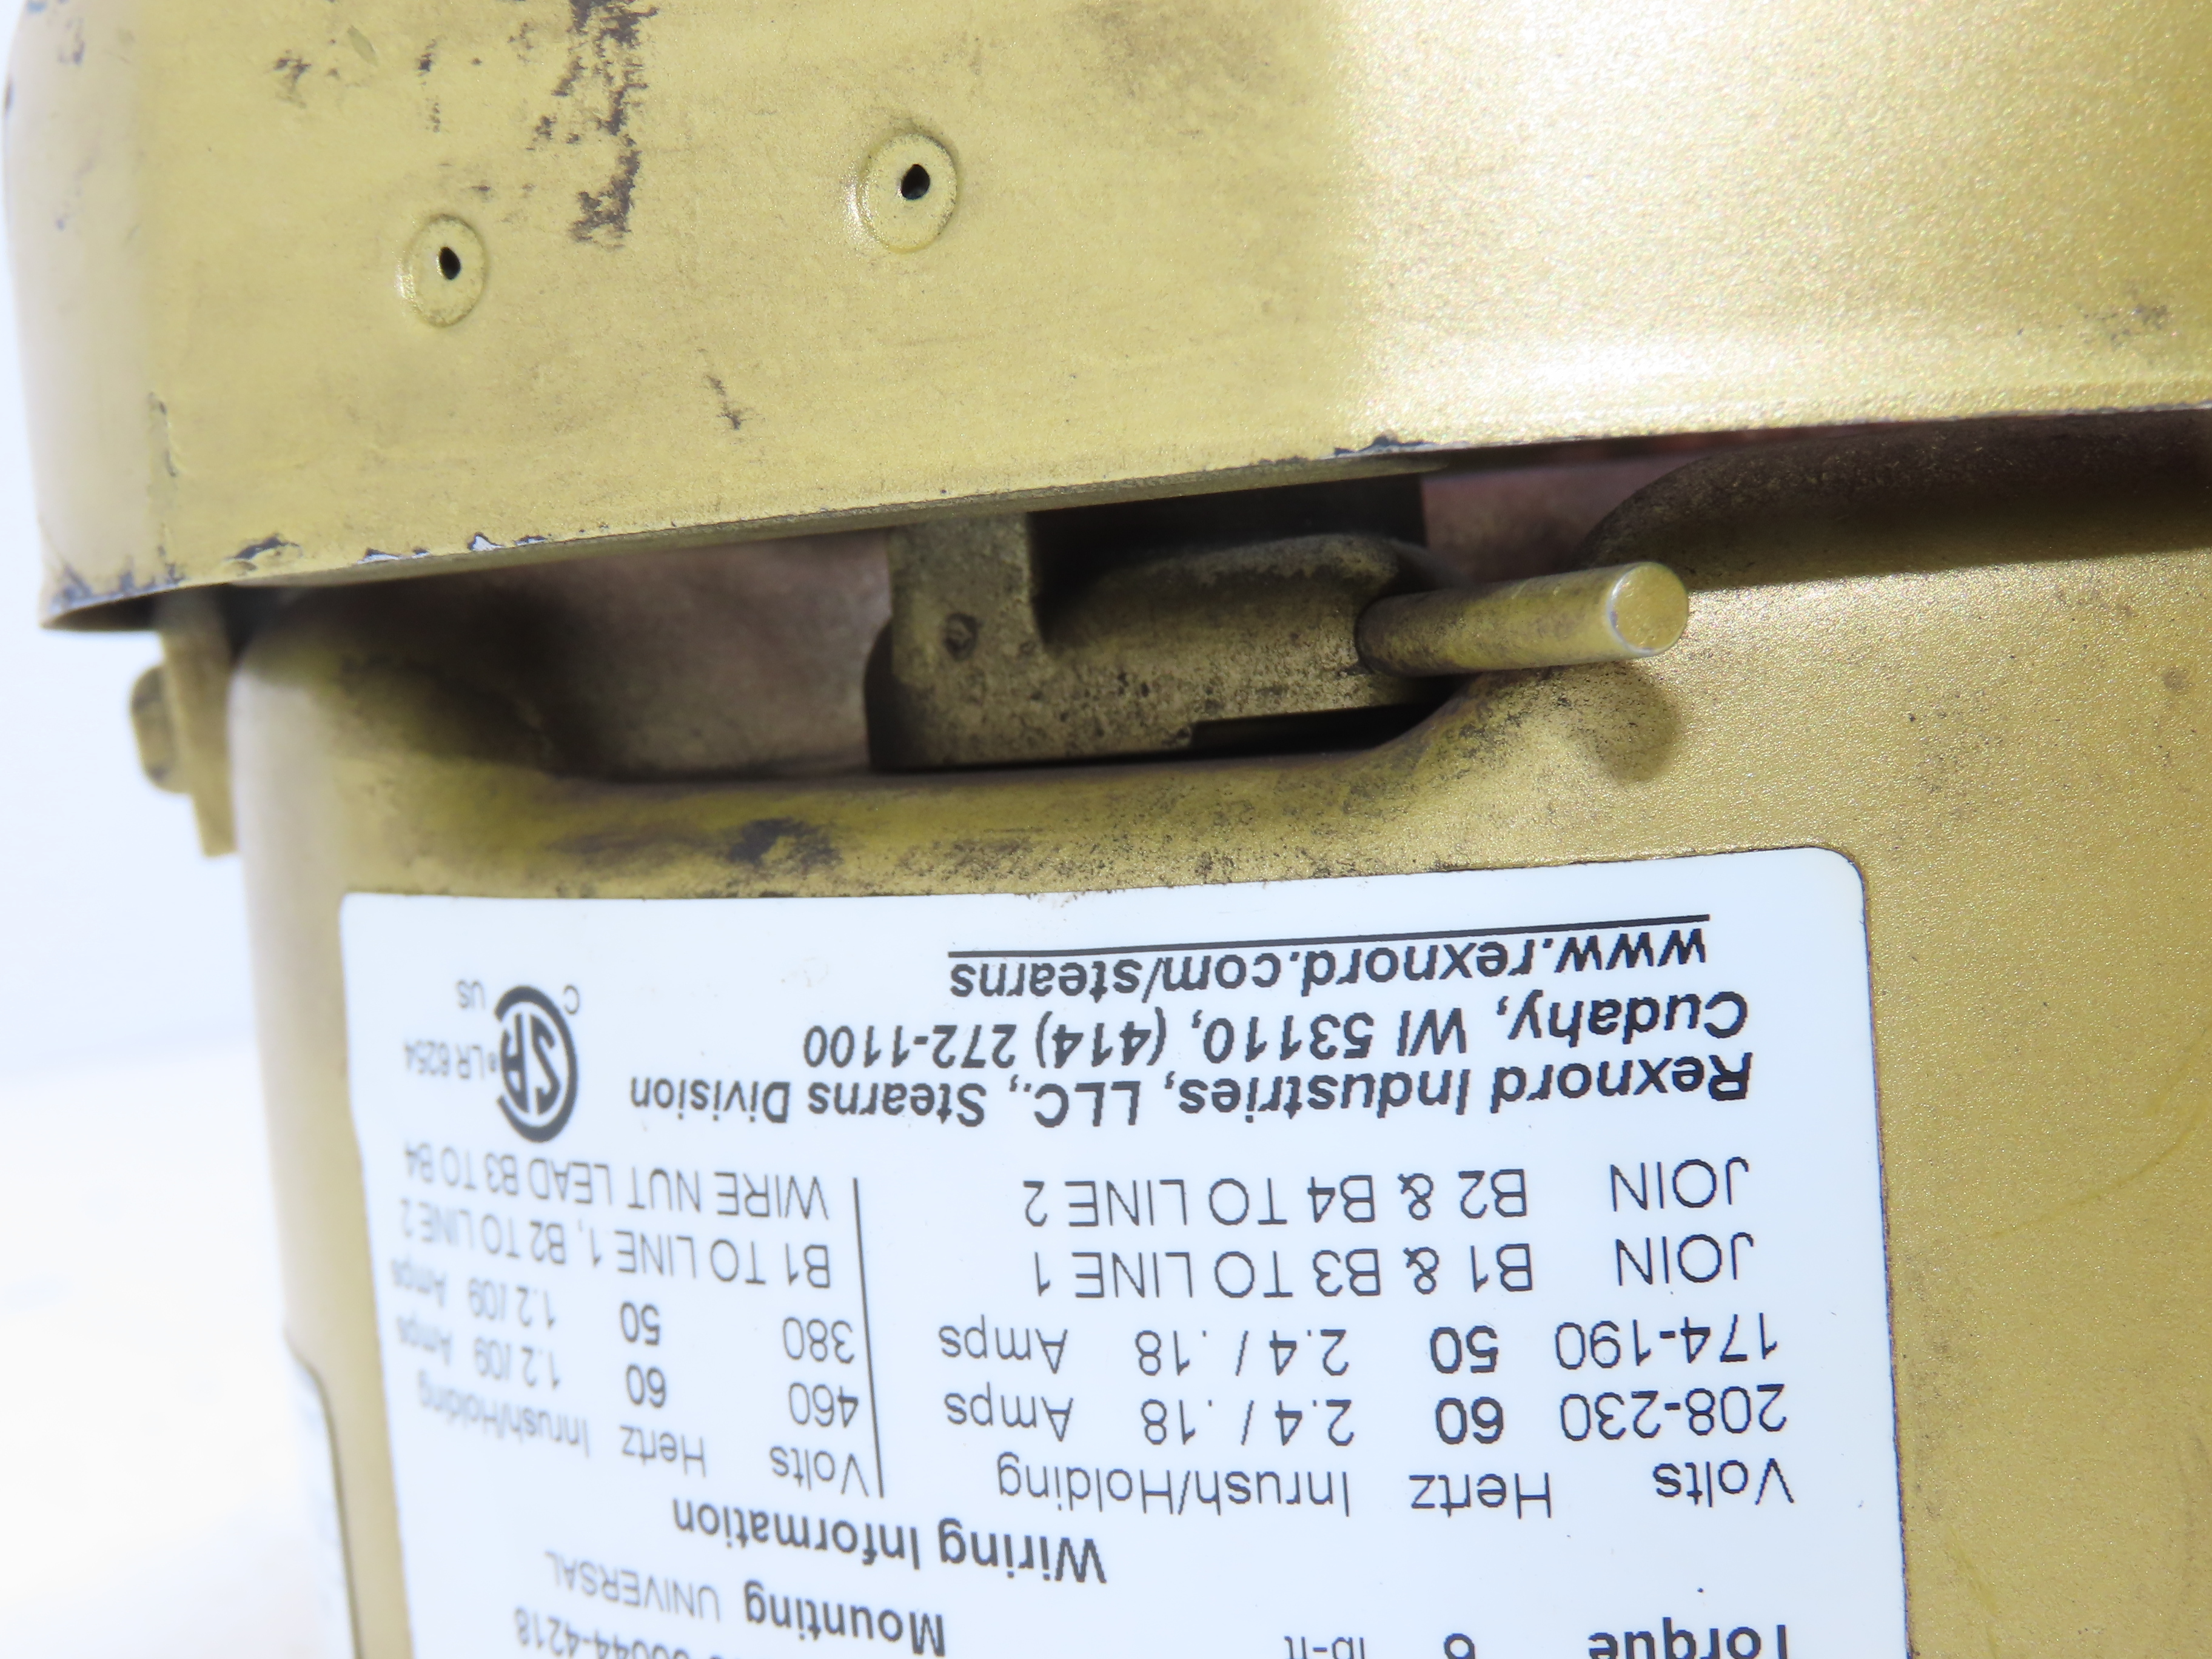 Torque 6 lb-ft
Mounting UNIVERSAL
Wiring Information
Volts Hertz Inrush/Holding
208-230 60 2.4 / .18 Amps
174-190 50 2.4 / .18 Amps
JOIN B1 & B3 TO LINE 1
JOIN B2 & B4 TO LINE 2
Volts Hertz Inrush/Holding
460 60 1.2 /09 Amps
380 50 1.2 /09 Amps
B1 TO LINE 1, B2 TO LINE 2
WIRE NUT LEAD B3 TO B4
Rexnord Industries, LLC., Stearns Division
Cudahy, WI 53110, (414) 272-1100
www.rexnord.com/stearns
LR 6254
C US